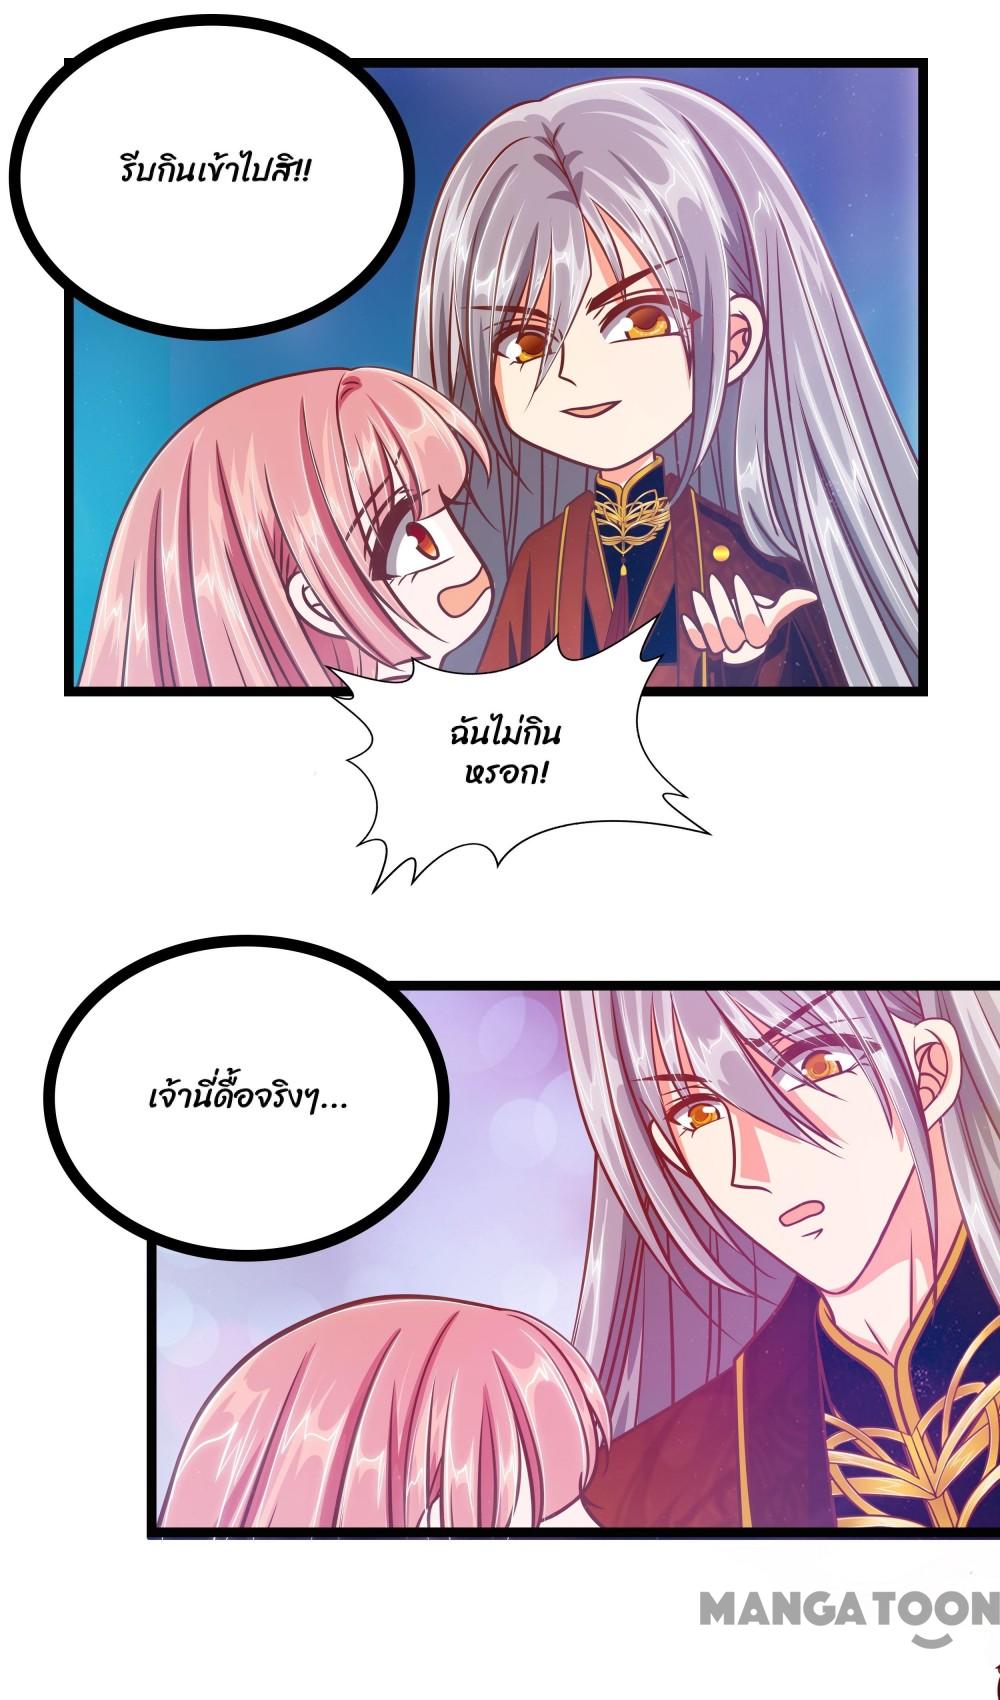 รีบกินเข้าไปสิ!!
ฉันไม่กิน
หรอก!
เจ้านี่ดื้อจริงๆ...
MANGATOON